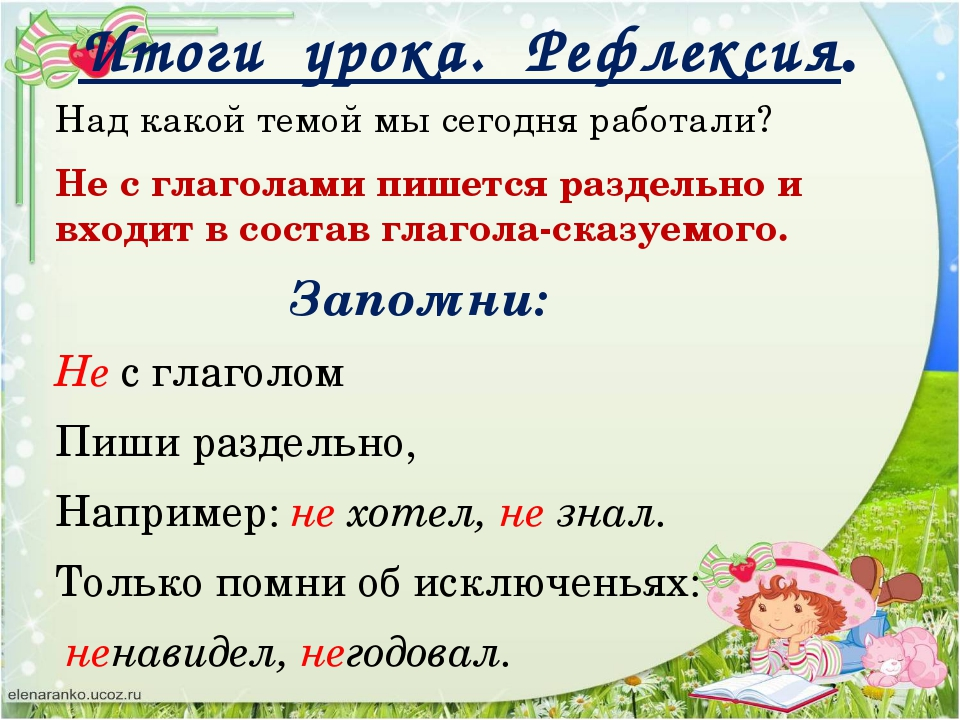 Итоги урока. Рефлексия.
Над какой темой мы сегодня работали?
Не с глаголами пишется раздельно и
входит в состав глагола-сказуемого.
Запомни:
Не с глаголом
Пиши раздельно,
Например: не хотел, не знал.
Только помни об исключеньях:
ненавидел, негодовал.
elenaranko.ucoz.ru